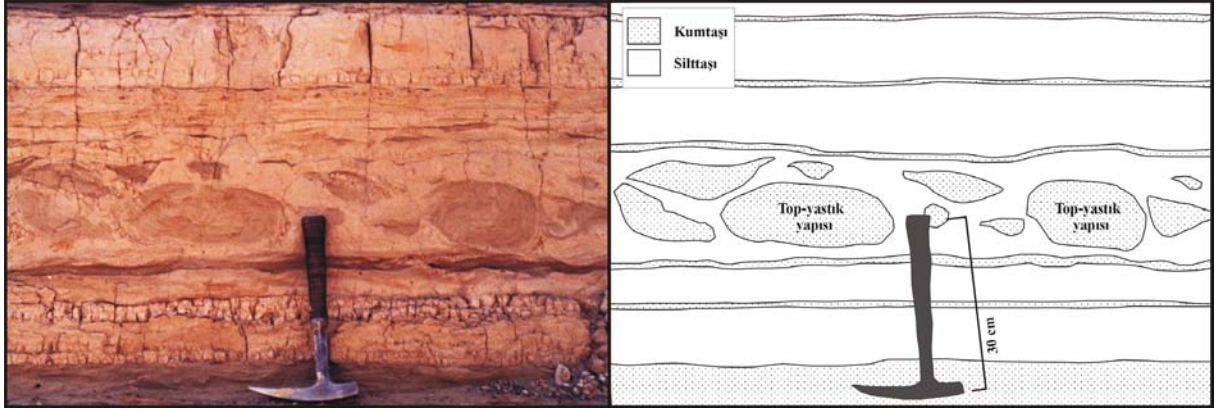 Kumtaşı
Silttaşı
Top-yastık
yapısı
Top-yastık
yapısı
30 cm